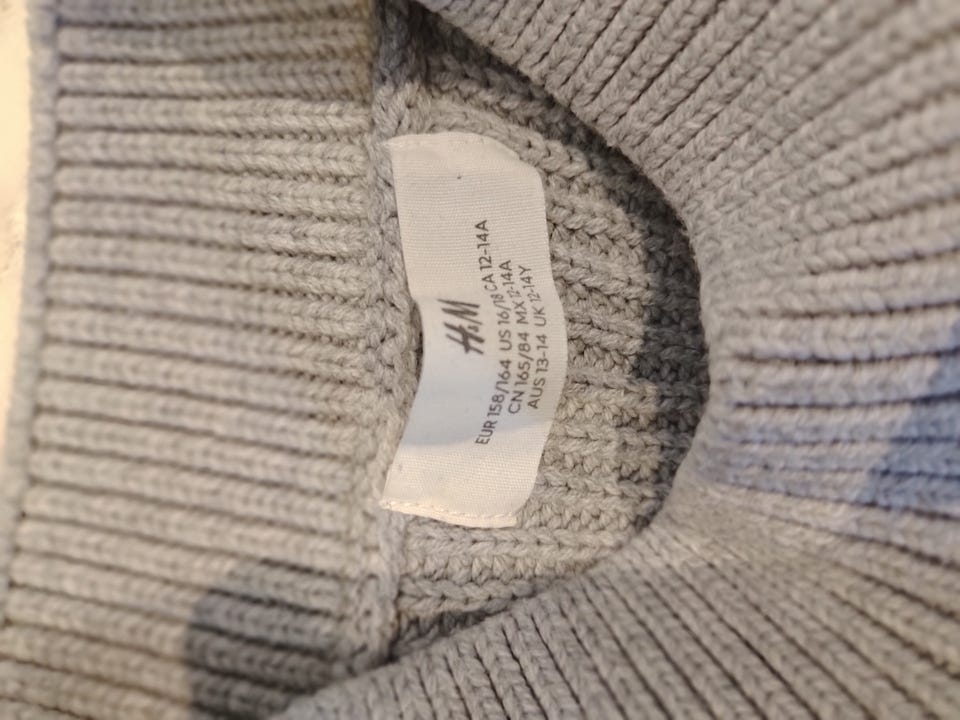 H&M
EUR 158/164 US 16/18 CA 12-14A
CN 165/84 MX 12-14A
AUS 13-14 UK 12-14Y